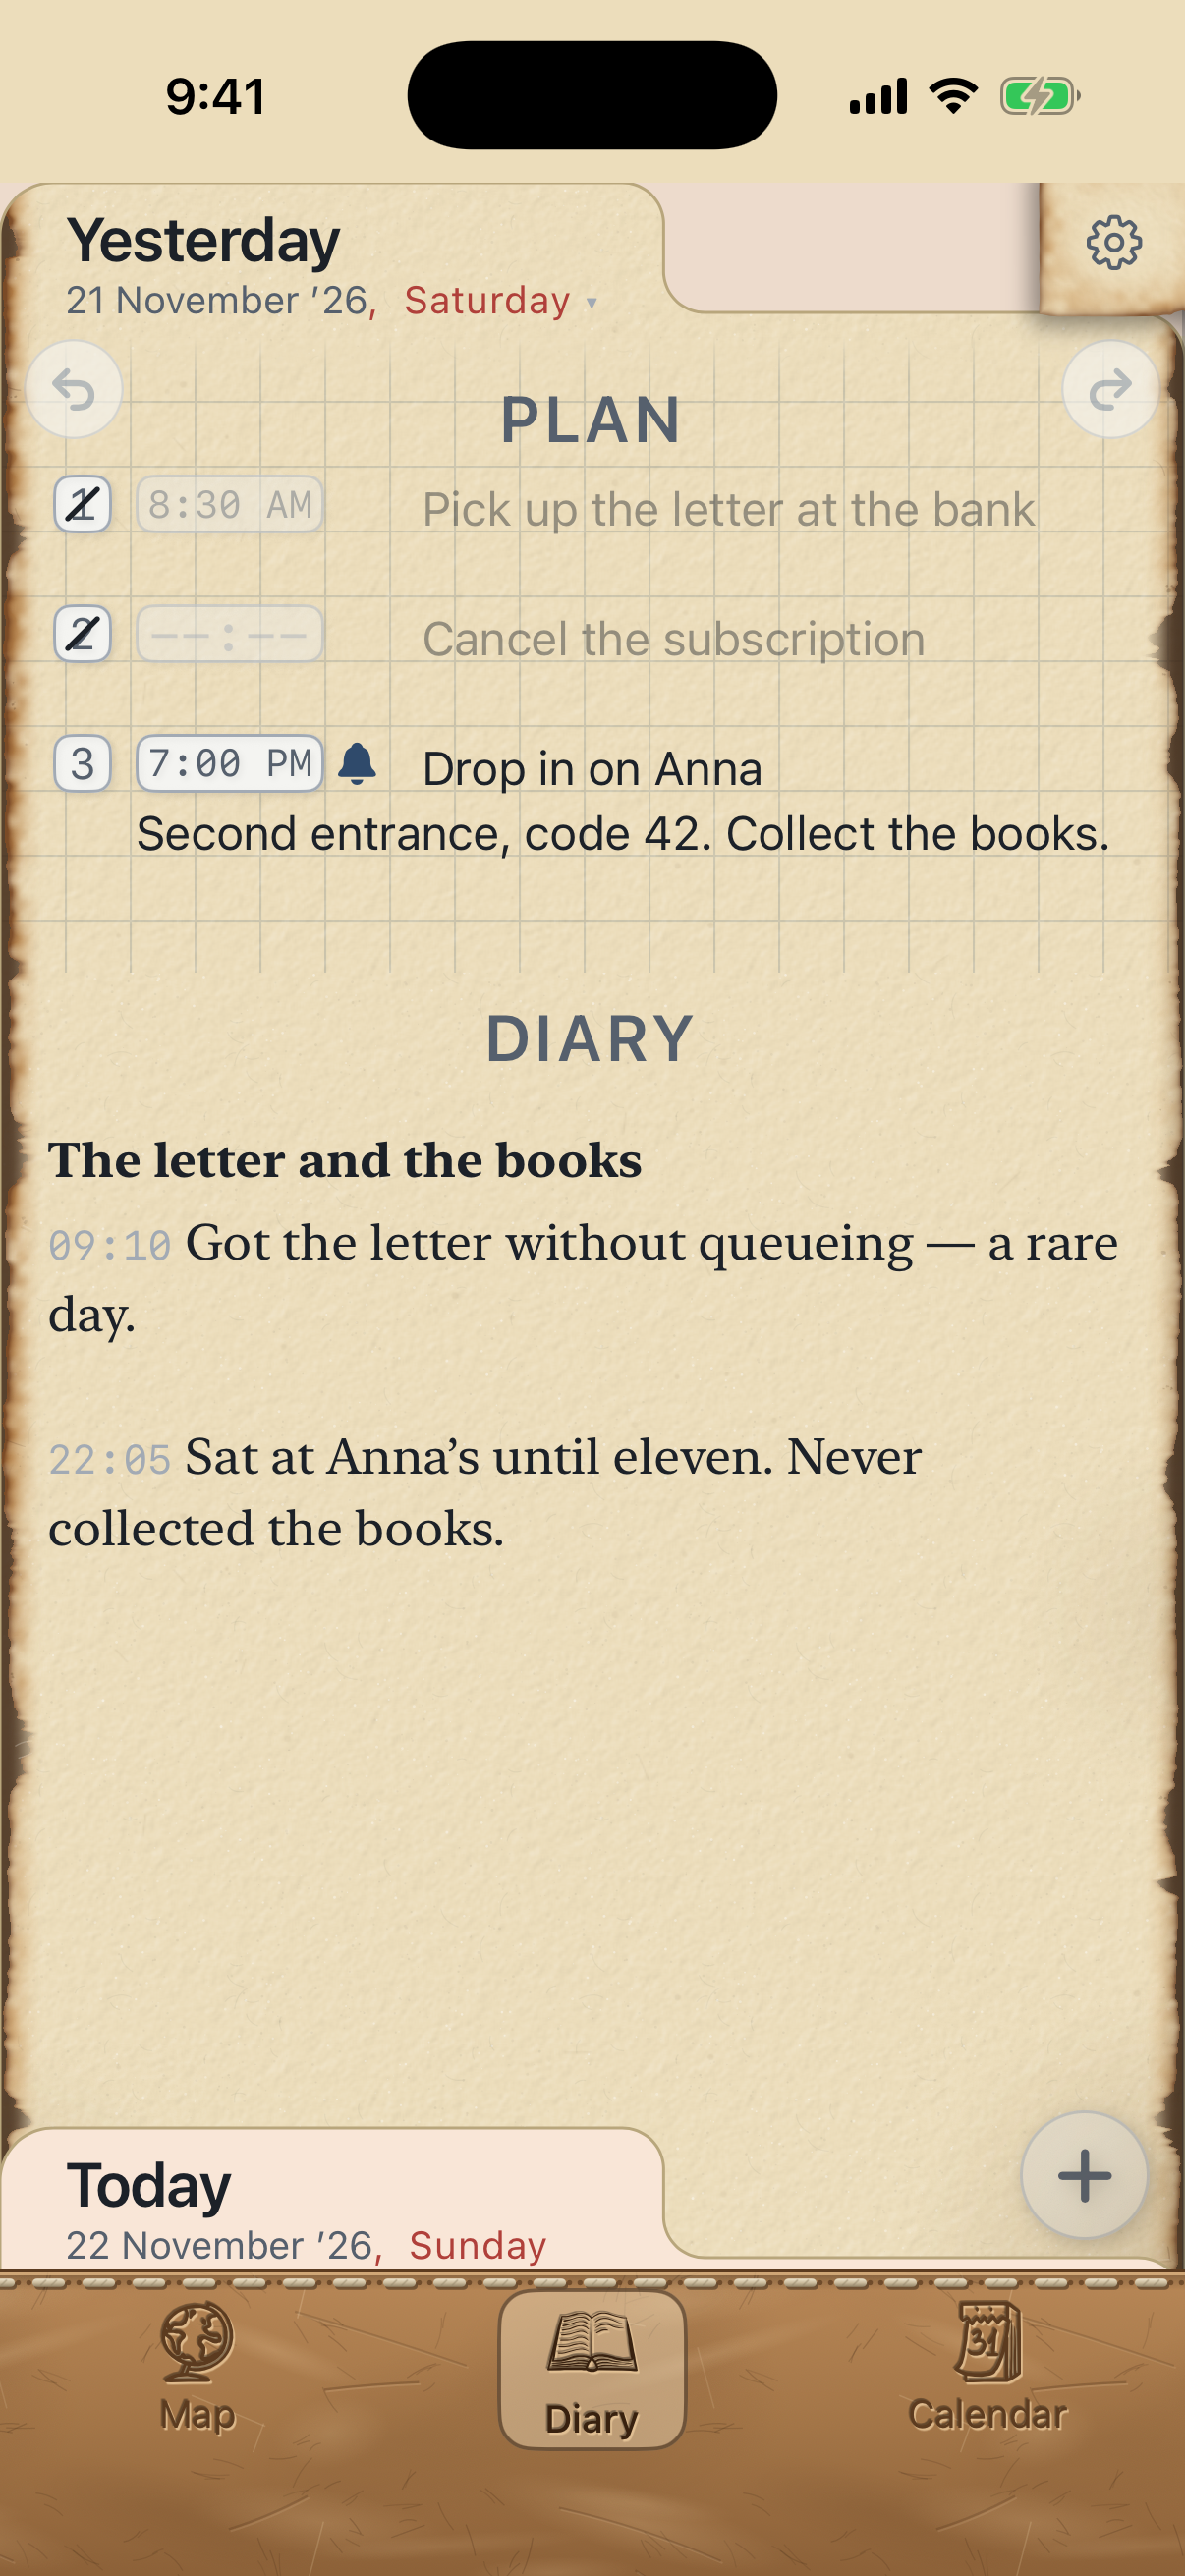 9:41
Yesterday
21 November ’26, Saturday ▾
PLAN
1 8:30 AM Pick up the letter at the bank
2 --:-- Cancel the subscription
3 7:00 PM Drop in on Anna
Second entrance, code 42. Collect the books.
DIARY
The letter and the books
09:10 Got the letter without queueing — a rare
day.
22:05 Sat at Anna’s until eleven. Never
collected the books.
Today
22 November ’26, Sunday
31
Map Diary Calendar